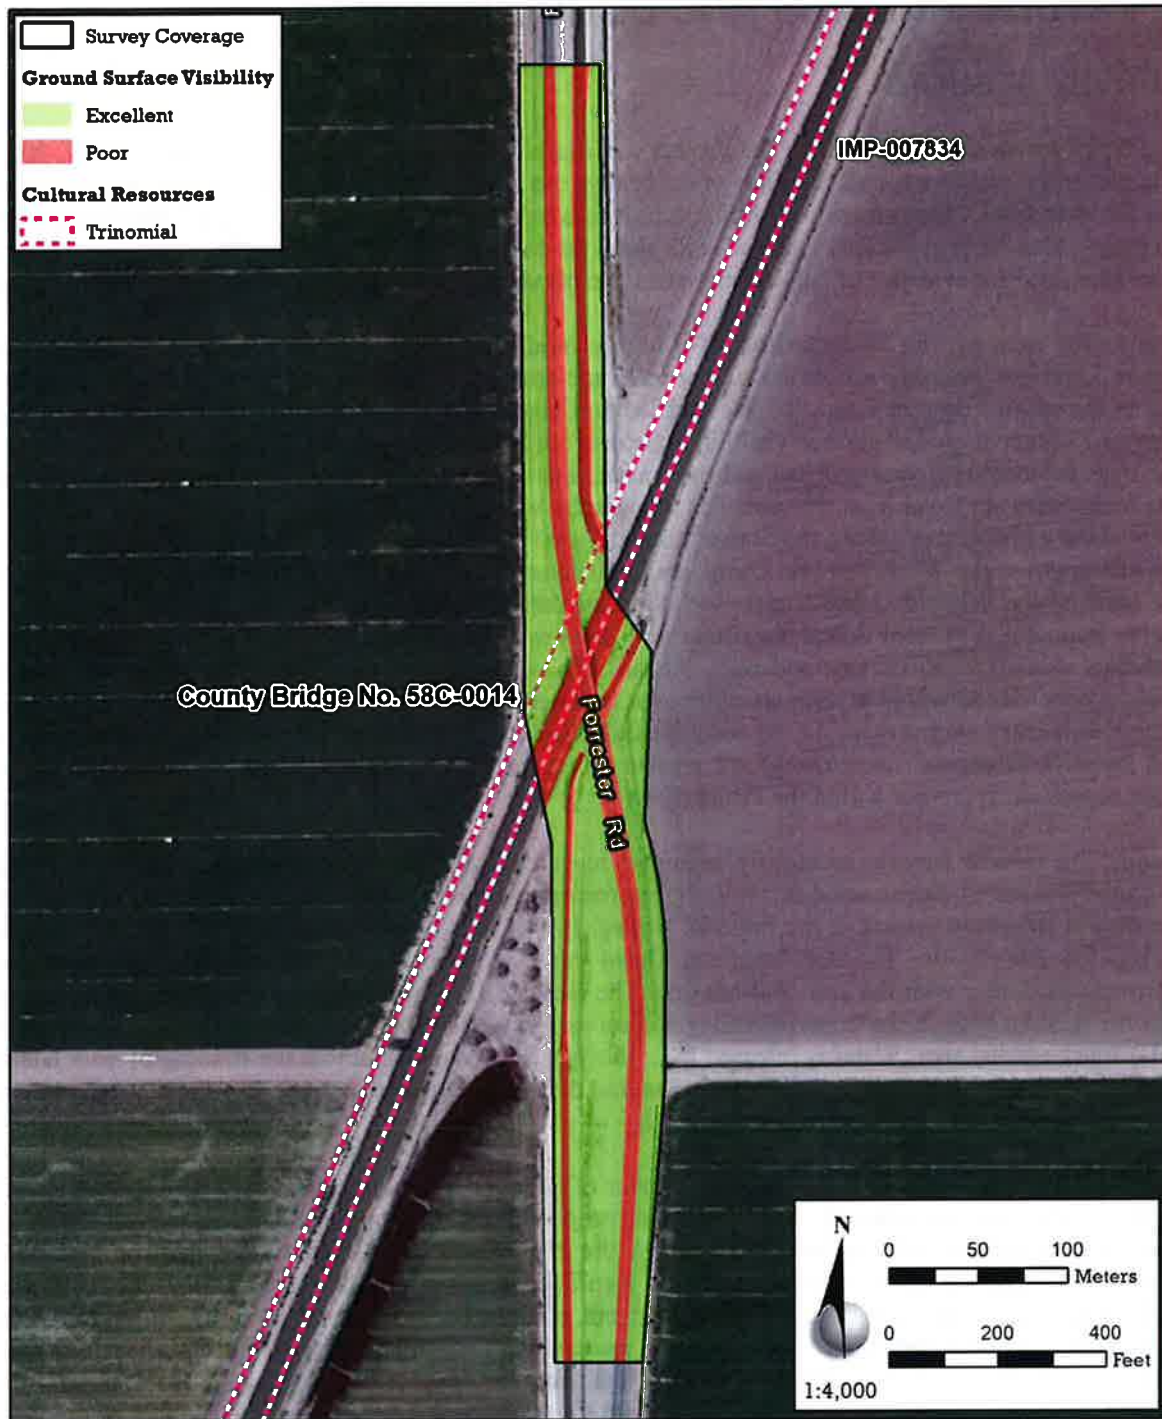 Survey Coverage
Ground Surface Visibility
Excellent
Poor
Cultural Resources
Trinomial
IMP-007834
County Bridge No. 58C-0014
Forrester Rd
N
0 50 100
Meters
0 200 400
Feet
1:4,000